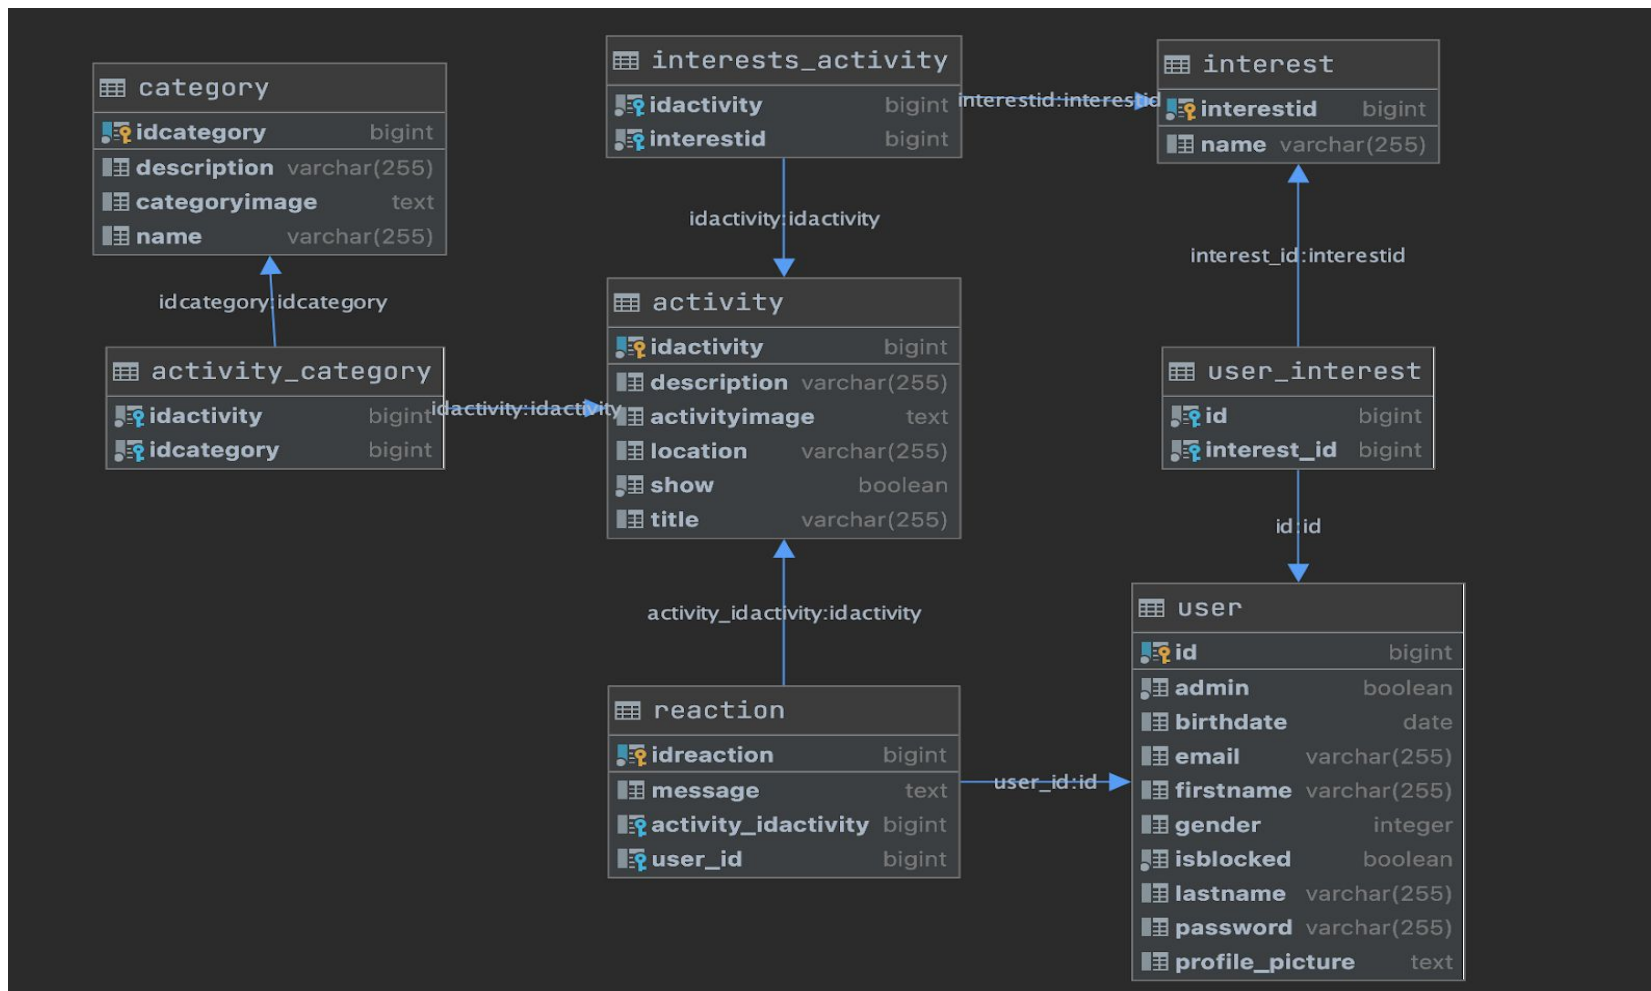 category
idcategory bigint
description varchar(255)
categoryimage text
name varchar(255)
idcategory:idcategory
activity_category
idactivity bigint
idcategory bigint
idactivity:idactivity
interests_activity
idactivity bigint
interestid bigint
interestid:interestid
idactivity:idactivity
activity
idactivity bigint
description varchar(255)
activityimage text
location varchar(255)
show boolean
title varchar(255)
activity_idactivity:idactivity
reaction
idreaction bigint
message text
activity_idactivity bigint
user_id bigint
user_id:id
interest
interestid bigint
name varchar(255)
interest_id:interestid
user_interest
id bigint
interest_id bigint
id:id
user
id bigint
admin boolean
birthdate date
email varchar(255)
firstname varchar(255)
gender integer
isblocked boolean
lastname varchar(255)
password varchar(255)
profile_picture text